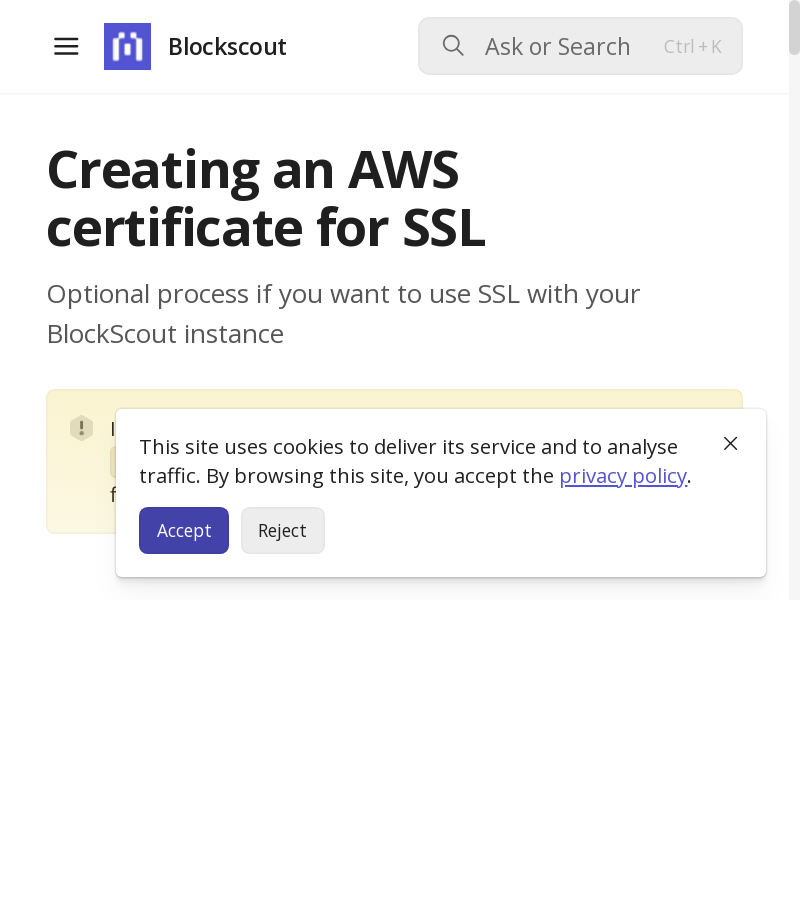 Blockscout
Ask or Search
Ctrl + K
Creating an AWS
certificate for SSL
Optional process if you want to use SSL with your
BlockScout instance
This site uses cookies to deliver its service and to analyse
traffic. By browsing this site, you accept the privacy policy.
Accept
Reject